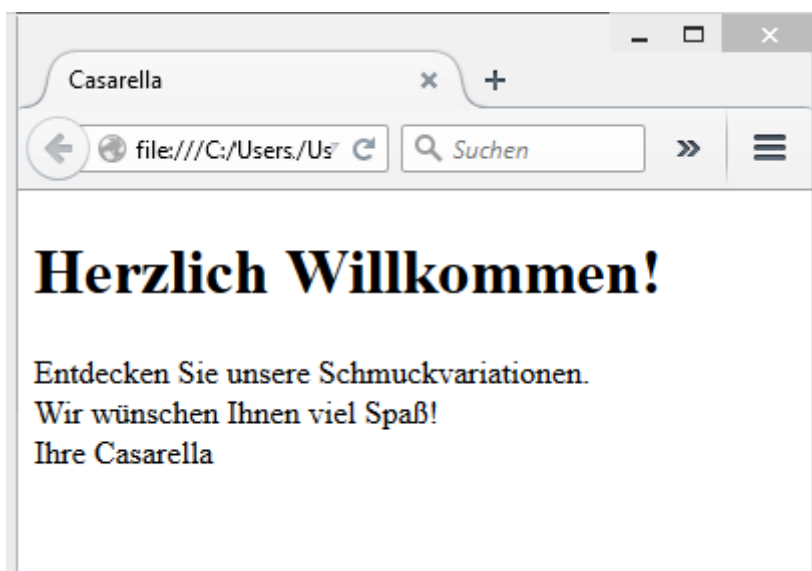 Casarella
file:///C:/Users./Us
Suchen
Herzlich Willkommen!
Entdecken Sie unsere Schmuckvariationen.
Wir wünschen Ihnen viel Spaß!
Ihre Casarella